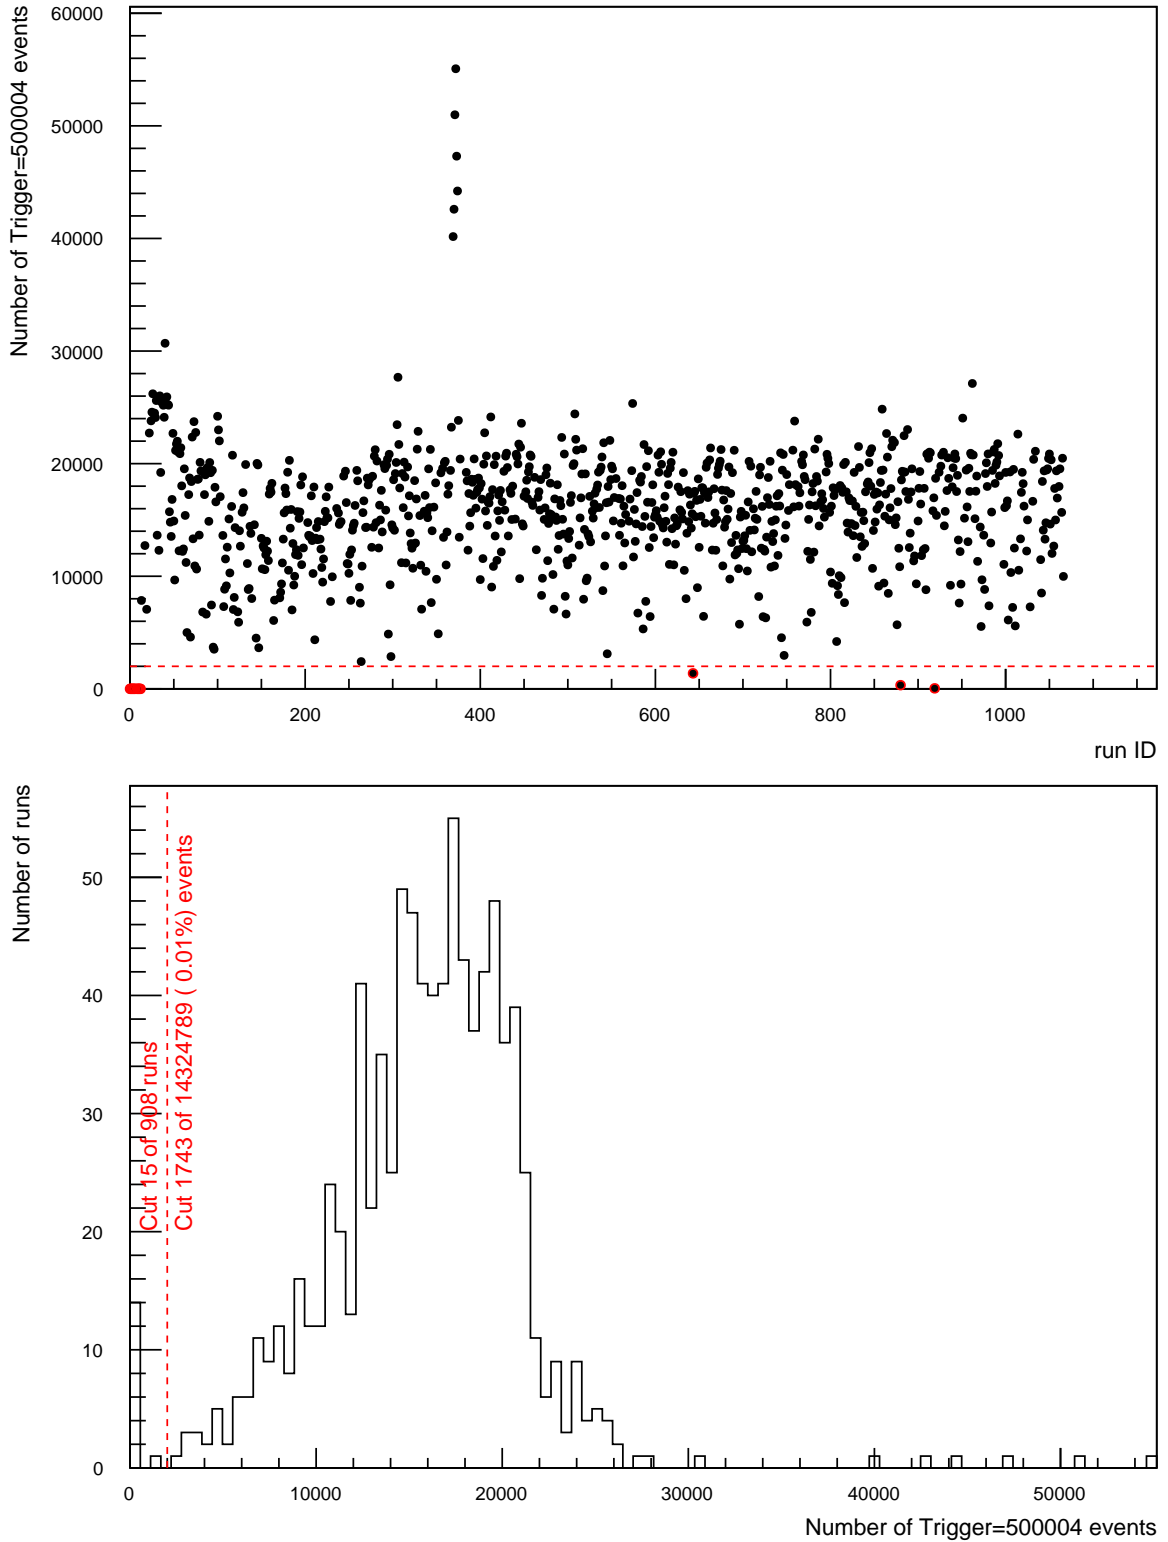 Number of Trigger=500004 events
60000
50000
40000
30000
20000
10000
0
0 200 400 600 800 1000
run ID
Number of runs
50
40
30
20
10
0
Cut 15 of 908 runs
Cut 1743 of 14324789 ( 0.01%) events
0 10000 20000 30000 40000 50000
Number of Trigger=500004 events